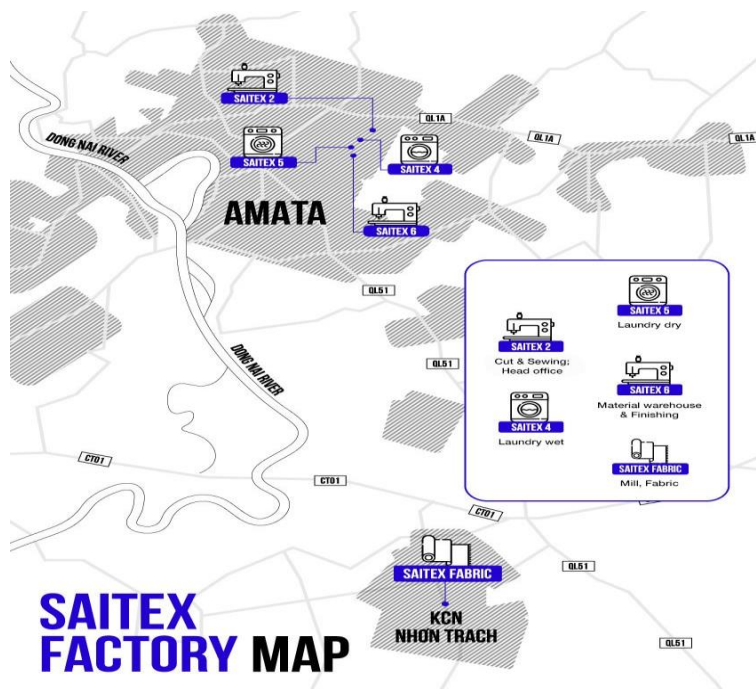 SAITEX 2
QL1A
QL1A
QL1A
DONG NAI RIVER
SAITEX 5
SAITEX 4
AMATA
SAITEX 6
QL51
SAITEX 5
Laundry dry
SAITEX 2
Cut & Sewing;
Head office
DONG NAI RIVER
QL51
SAITEX 6
Material warehouse
& Finishing
SAITEX 4
Laundry wet
SAITEX FABRIC
Mill, Fabric
CT01
CT01
CT01
QL51
SAITEX FABRIC
KCN
NHƠN TRACH
SAITEX
FACTORY MAP
QL51